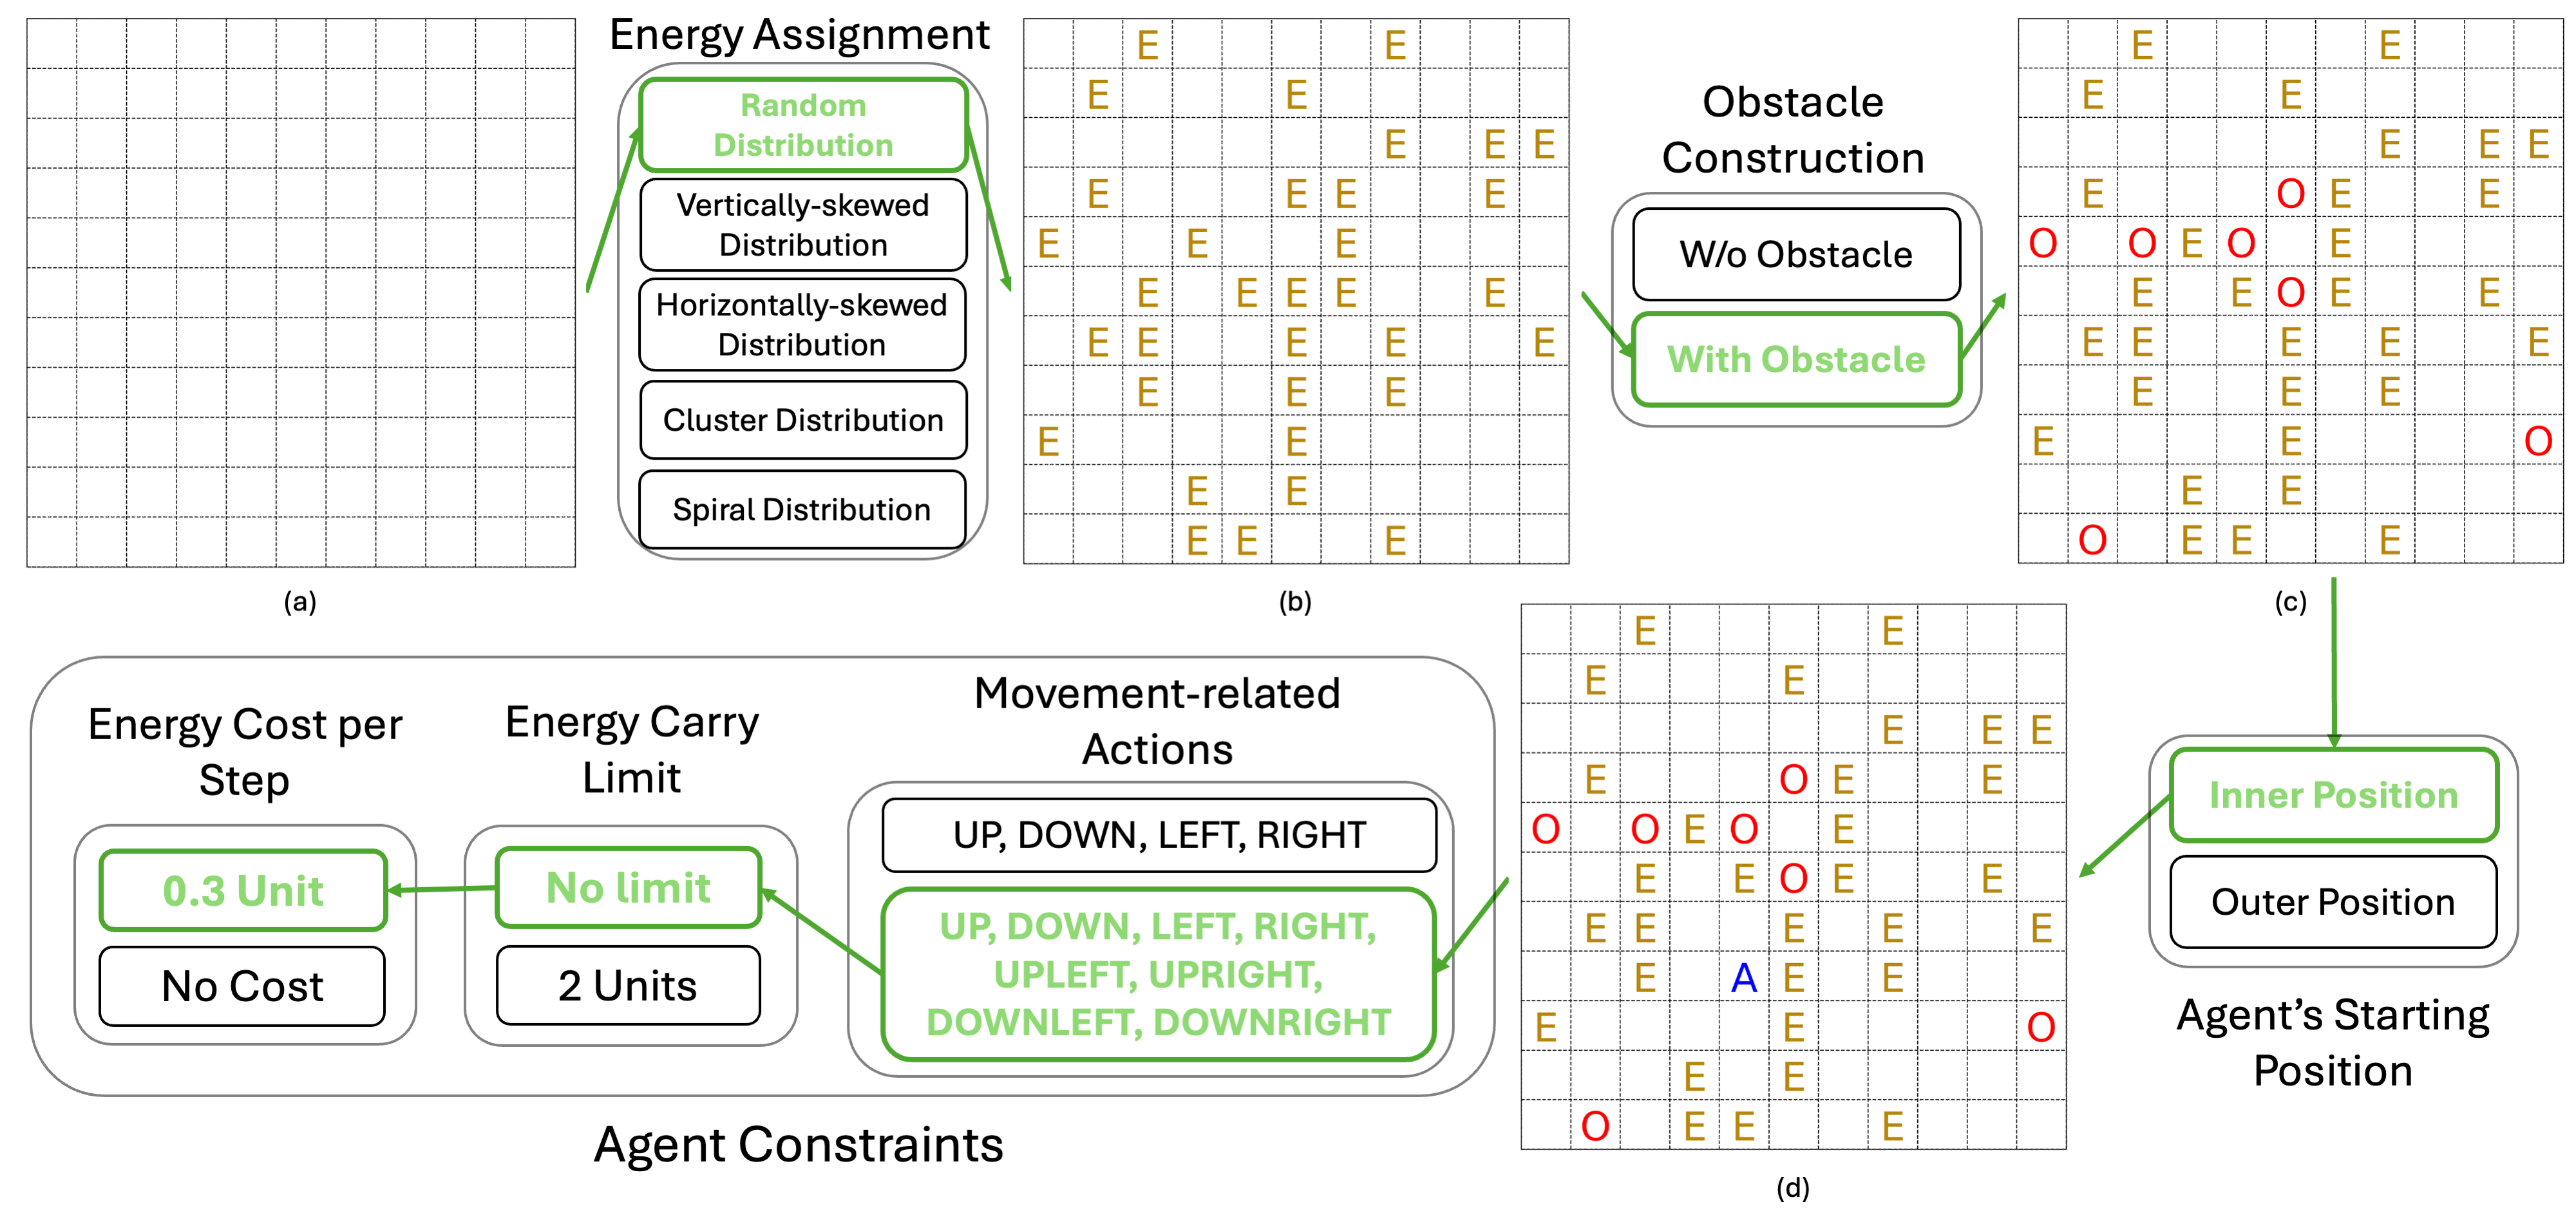 Energy Assignment
Random
Distribution
Vertically-skewed
Distribution
Horizontally-skewed
Distribution
Cluster Distribution
Spiral Distribution
(a)
E E
E E
E E E
E E E E
E E E
E E E E E
E E E E E
E E E
E E
E E
E E E
(b)
Obstacle
Construction
W/o Obstacle
With Obstacle
E E
E E
E E E
E O E E
O O E O E
E E O E E
E E E E E
E E E
E E O
E E
O E E E
(c)
Inner Position
Outer Position
Agent's Starting
Position
E E
E E
E E E
E O E E
O O E O E
E E O E E
E E E E E
E A E E
E E O
E E
O E E E
(d)
Movement-related
Actions
UP, DOWN, LEFT, RIGHT
UP, DOWN, LEFT, RIGHT,
UPLEFT, UPRIGHT,
DOWNLEFT, DOWNRIGHT
Energy Carry
Limit
No limit
2 Units
Energy Cost per
Step
0.3 Unit
No Cost
Agent Constraints